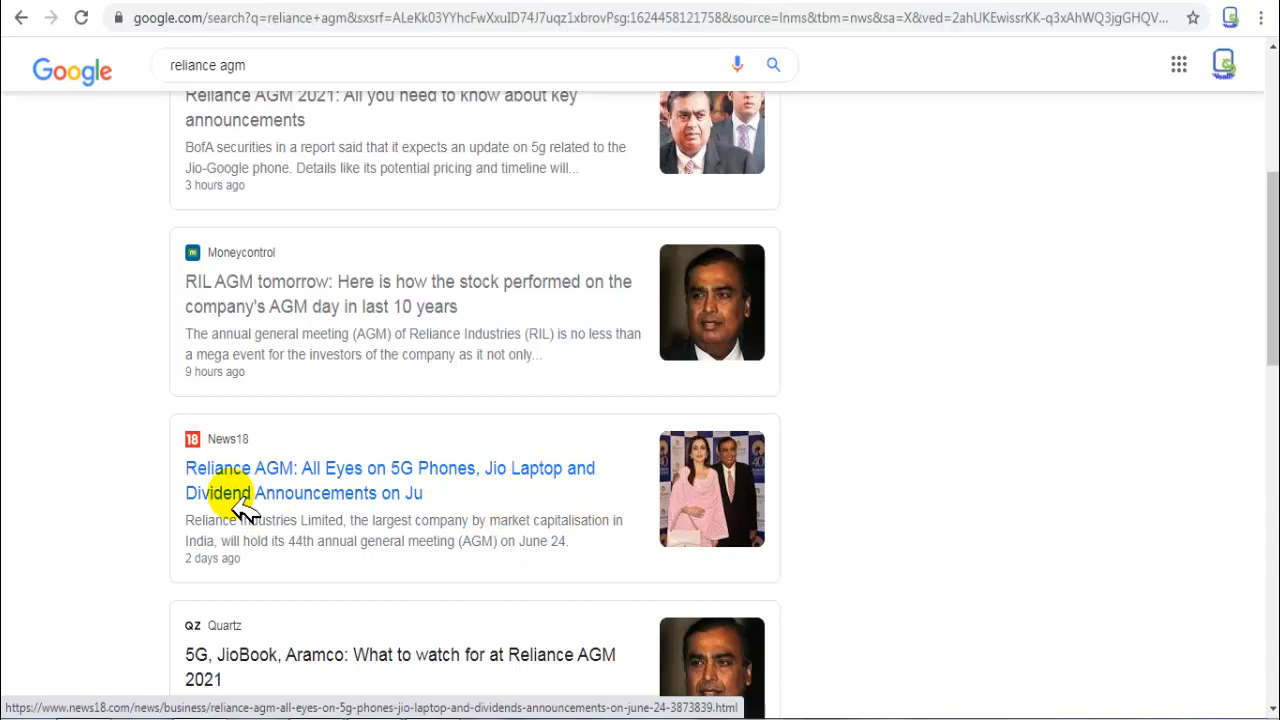 google.com/search?q=reliance+agm&sxsrf=ALeKk03YYhcFwXxuID74J7uqz1xbrovPsg:1624458121758&source=lnms&tbm=nws&sa=X&ved=2ahUKEwissrKK-q3xAhWQ3jgGHQV...
Google
reliance agm
Reliance AGM 2021: All you need to know about key
announcements
BofA securities in a report said that it expects an update on 5g related to the
Jio-Google phone. Details like its potential pricing and timeline will...
3 hours ago
m Moneycontrol
RIL AGM tomorrow: Here is how the stock performed on the
company's AGM day in last 10 years
The annual general meeting (AGM) of Reliance Industries (RIL) is no less than
a mega event for the investors of the company as it not only...
9 hours ago
18 News18
Reliance AGM: All Eyes on 5G Phones, Jio Laptop and
Dividend Announcements on Ju
Reliance Industries Limited, the largest company by market capitalisation in
India, will hold its 44th annual general meeting (AGM) on June 24.
2 days ago
QZ Quartz
5G, JioBook, Aramco: What to watch for at Reliance AGM
2021
https://www.news18.com/news/business/reliance-agm-all-eyes-on-5g-phones-jio-laptop-and-dividends-announcements-on-june-24-3873839.html